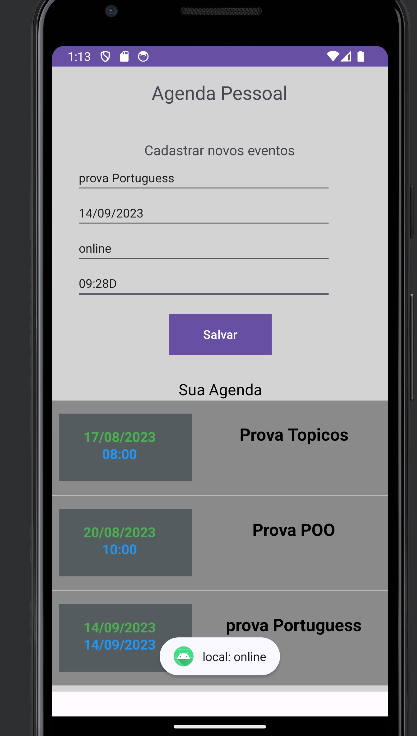 1:13
Agenda Pessoal
Cadastrar novos eventos
prova Portuguess
14/09/2023
online
09:28D
Salvar
Sua Agenda
17/08/2023
08:00
Prova Topicos
20/08/2023
10:00
Prova POO
14/09/2023
14/09/2023
prova Portuguess
local: online